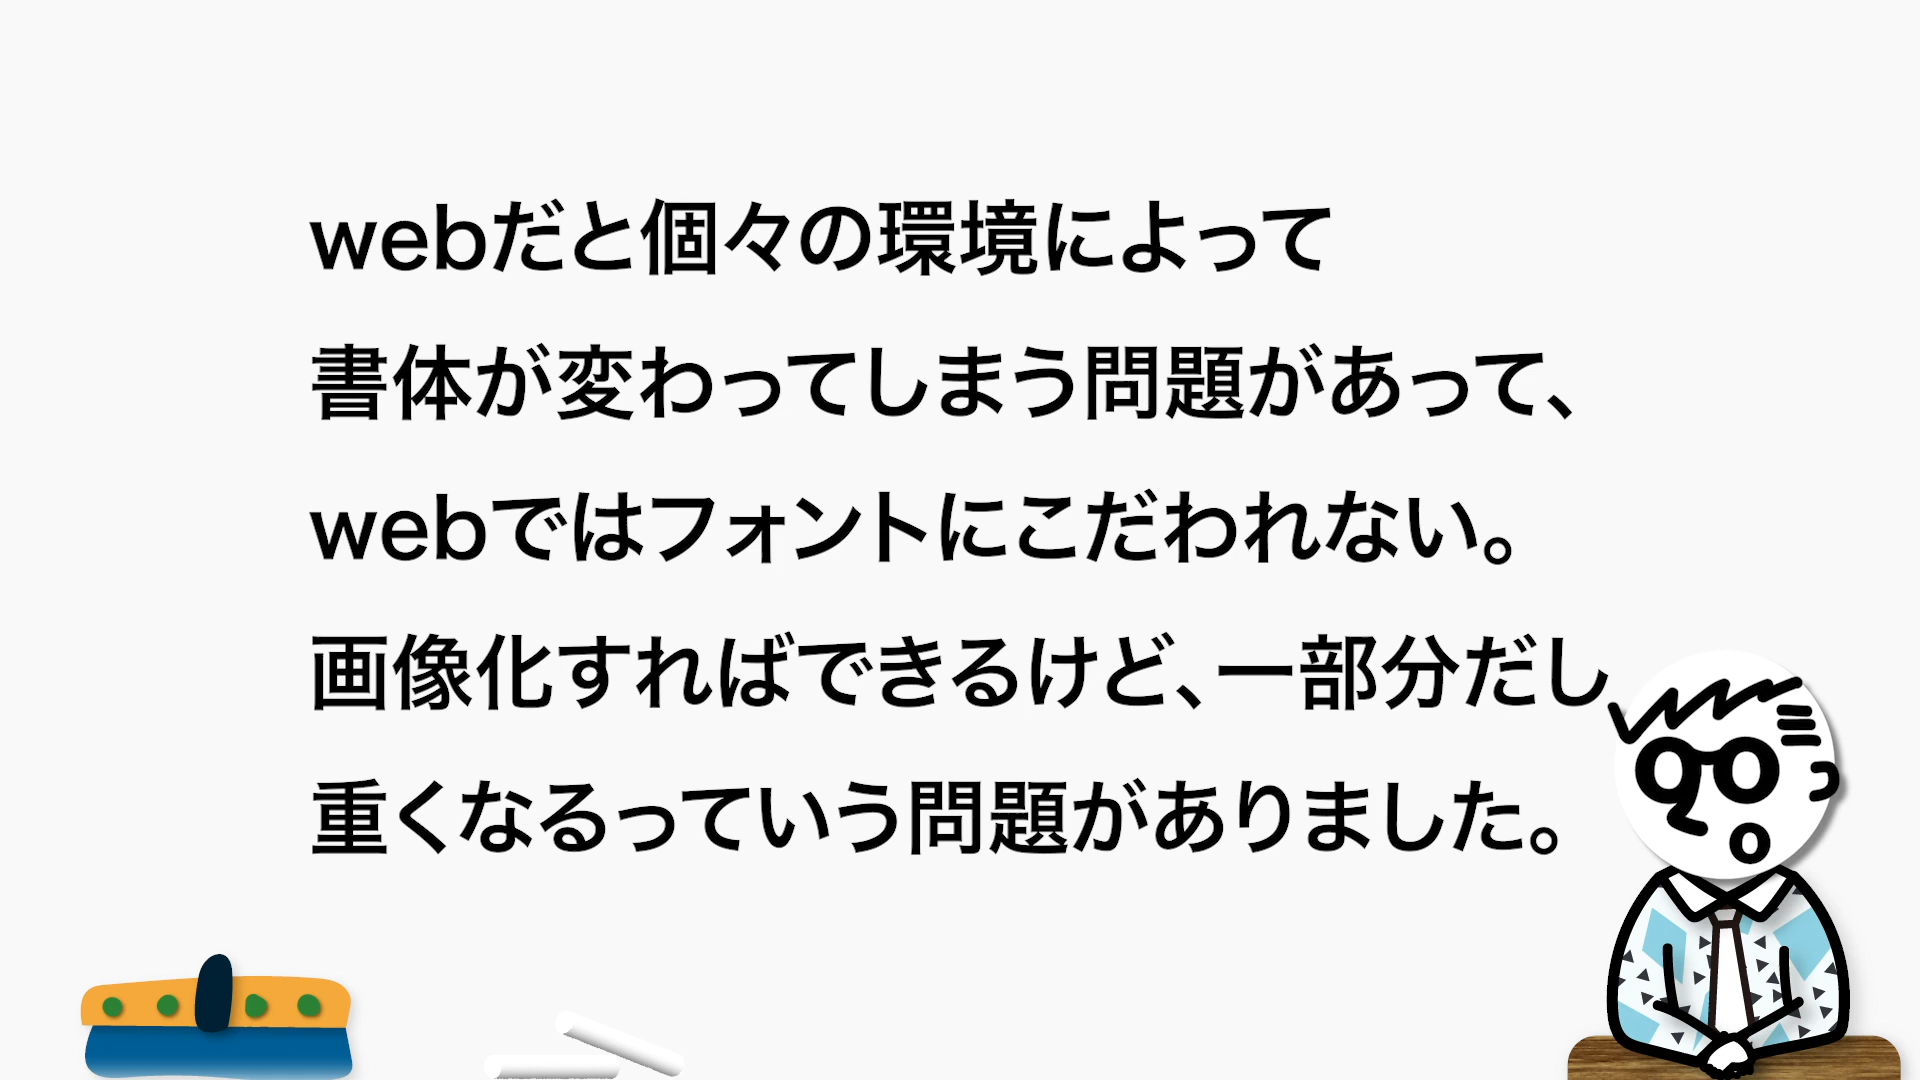 webだと個々の環境によって
書体が変わってしまう問題があって、
webではフォントにこだわれない。
画像化すればできるけど、一部分だし
重くなるっていう問題がありました。